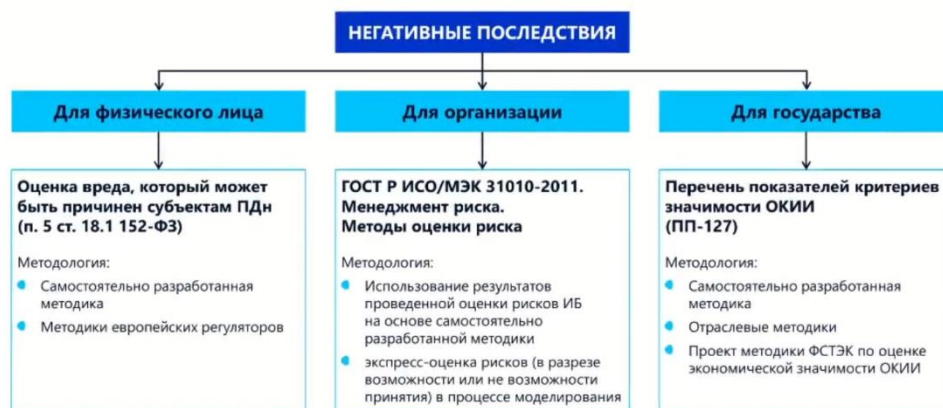 НЕГАТИВНЫЕ ПОСЛЕДСТВИЯ
Для физического лица
Оценка вреда, который может
быть причинен субъектам ПДн
(п. 5 ст. 18.1 152-ФЗ)
Методология:
Самостоятельно разработанная
методика
Методики европейских регуляторов
Для организации
ГОСТ Р ИСО/МЭК 31010-2011.
Менеджмент риска.
Методы оценки риска
Методология:
Использование результатов
проведенной оценки рисков ИБ
на основе самостоятельно
разработанной методики
экспресс-оценка рисков (в разрезе
возможности или не возможности
принятия) в процессе моделирования
Для государства
Перечень показателей критериев
значимости ОКИИ
(ПП-127)
Методология:
Самостоятельно разработанная
методика
Отраслевые методики
Проект методики ФСТЭК по оценке
экономической значимости ОКИИ